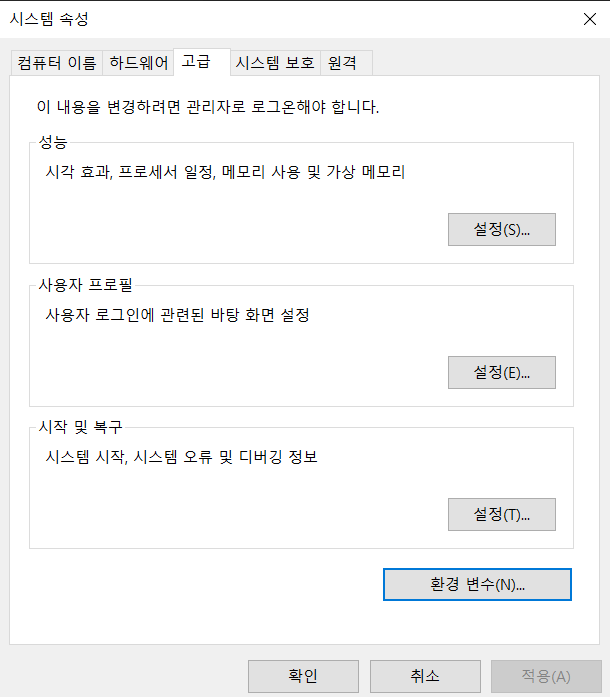 시스템 속성
컴퓨터 이름 하드웨어 고급 시스템 보호 원격
이 내용을 변경하려면 관리자로 로그온해야 합니다.
성능
시각 효과, 프로세서 일정, 메모리 사용 및 가상 메모리
설정(S)...
사용자 프로필
사용자 로그인에 관련된 바탕 화면 설정
설정(E)...
시작 및 복구
시스템 시작, 시스템 오류 및 디버깅 정보
설정(T)...
환경 변수(N)...
확인 취소 적용(A)